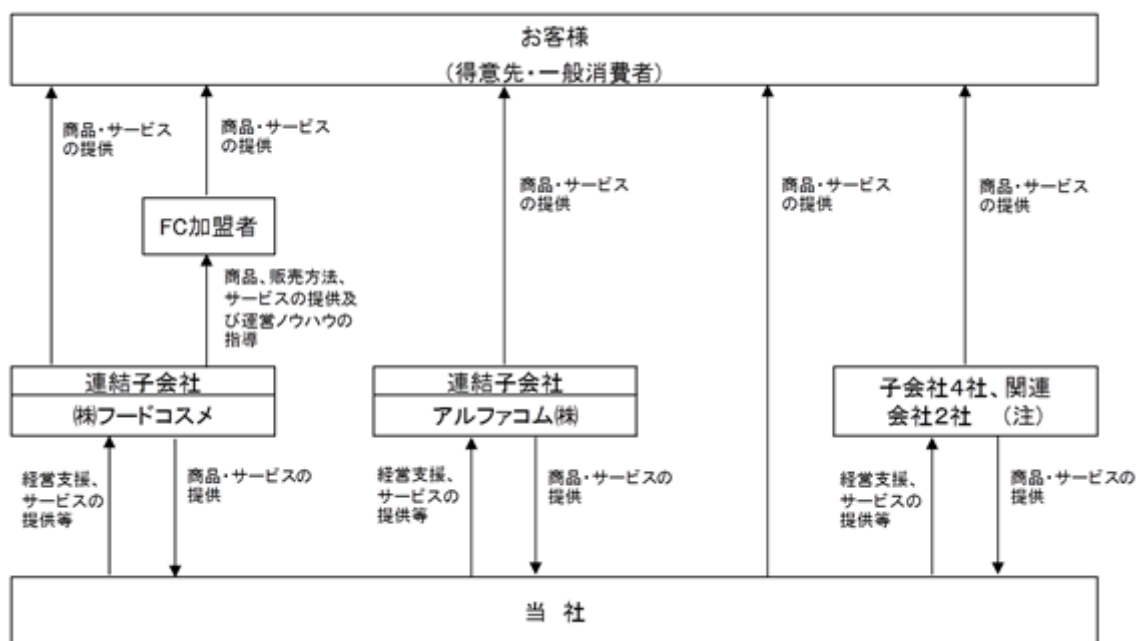 お客様
(得意先・一般消費者)
商品・サービス
の提供
商品・サービス
の提供
商品・サービス
の提供
商品・サービス
の提供
商品・サービス
の提供
FC加盟者
商品、販売方法、
サービスの提供及
び運営ノウハウの
指導
連結子会社
㈱フードコスメ
連結子会社
アルファコム㈱
子会社4社、関連
会社2社 (注)
経営支援、
サービスの
提供等
商品・サービスの
提供
経営支援、
サービスの
提供等
商品・サービスの
提供
経営支援、
サービスの
提供等
商品・サービスの
提供
当 社